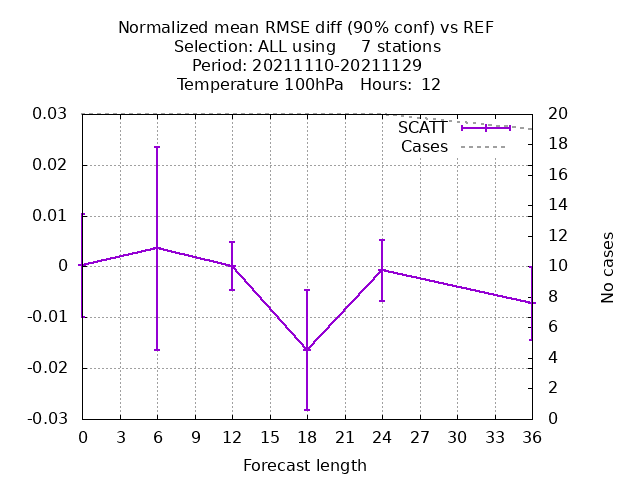 Normalized mean RMSE diff (90% conf) vs REF
Selection: ALL using     7 stations
Period: 20211110-20211129
Temperature 100hPa   Hours:  12
0.03
0.02
0.01
0
-0.01
-0.02
-0.03
20
18
16
14
12
10
8
6
4
2
0
SCATT
Cases
No cases
0 3 6 9 12 15 18 21 24 27 30 33 36
Forecast length